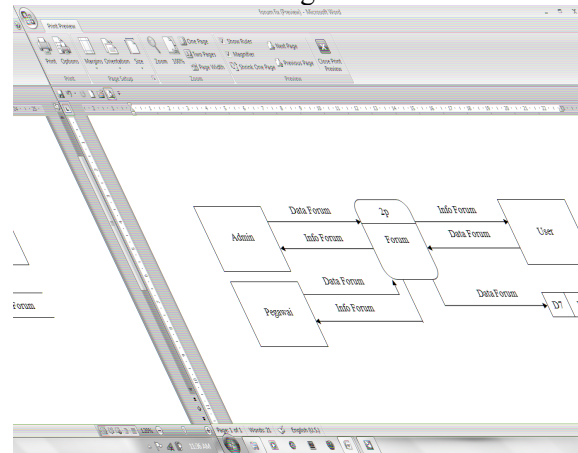 Forum fix (Preview) - Microsoft Word
Print Preview
One Page
Show Ruler
Next Page
Two Pages
Magnifier
Previous Page
Print
Options
Margins
Orientation
Size
Zoom
100%
Page Width
Shrink One Page
Close Print
Preview
Print
Page Setup
Zoom
Preview
Data Forum
2p
Info Forum
Admin
Info Forum
Forum
Data Forum
User
Data Forum
Data Forum
D7
Forum
Pegawai
Info Forum
Page: 1 of 1
Words: 23
English (U.S.)